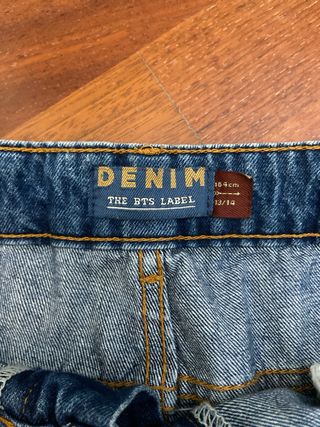 DENIM
THE BTS LABEL
164cm
13/14